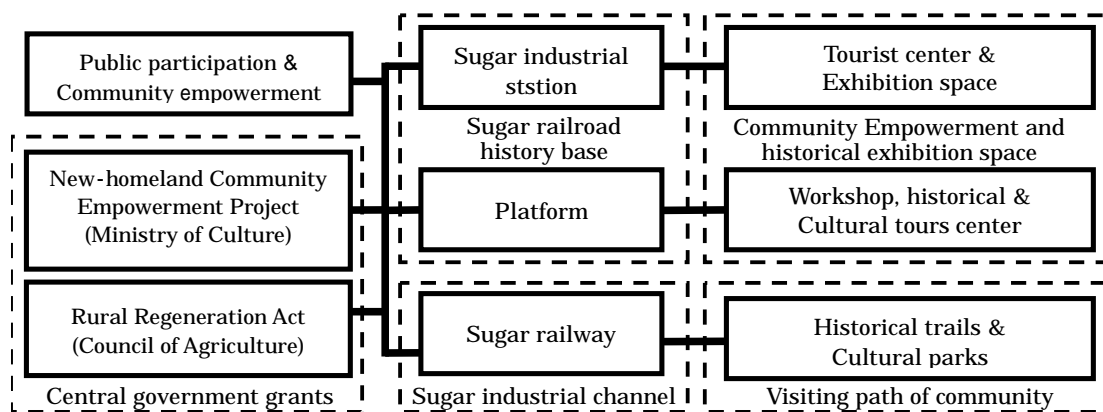 Public participation &
Community empowerment
New-homeland Community
Empowerment Project
(Ministry of Culture)
Rural Regeneration Act
(Council of Agriculture)
Central government grants
Sugar industrial
ststion
Sugar railroad
history base
Platform
Sugar railway
Sugar industrial channel
Tourist center &
Exhibition space
Community Empowerment and
historical exhibition space
Workshop, historical &
Cultural tours center
Historical trails &
Cultural parks
Visiting path of community